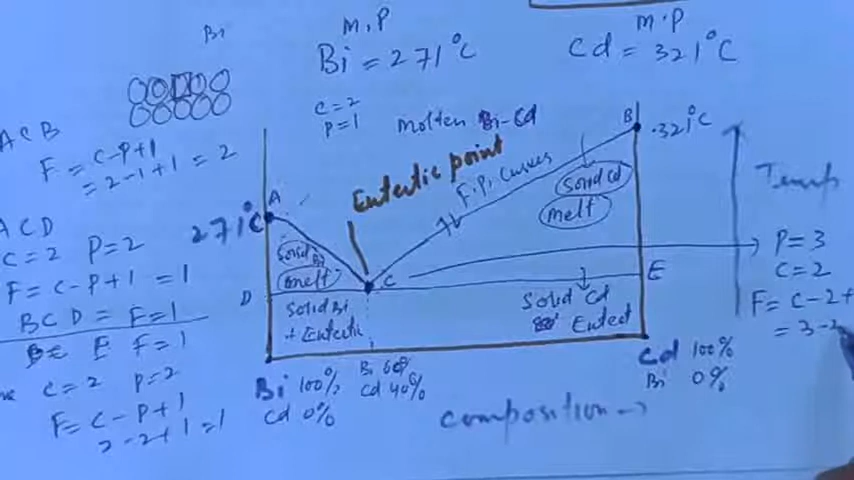 Bi
M.P
Bi = 271°C
M.P
Cd = 321°C
C=2
P=1
Molten Bi-Cd
ACB
F = C-P+1
= 2-1+1 = 2
ACD
C=2 P=2
F = C-P+1 = 1
BCD = F=1
E F=1
C=2 P=2
F = C-P+1
2-2+1 = 1
A
271°C
Eutectic point
F.P. Curves
B
321°C
Solid Cd
melt
Solid Bi
melt
C
D
E
Solid Bi
+ Eutectic
Solid Cd
Eutect
Temp
P=3
C=2
F = C-2+
= 3-
Bi 100%
Cd 0%
Bi 60%
Cd 40%
Cd 100%
Bi 0%
Composition →